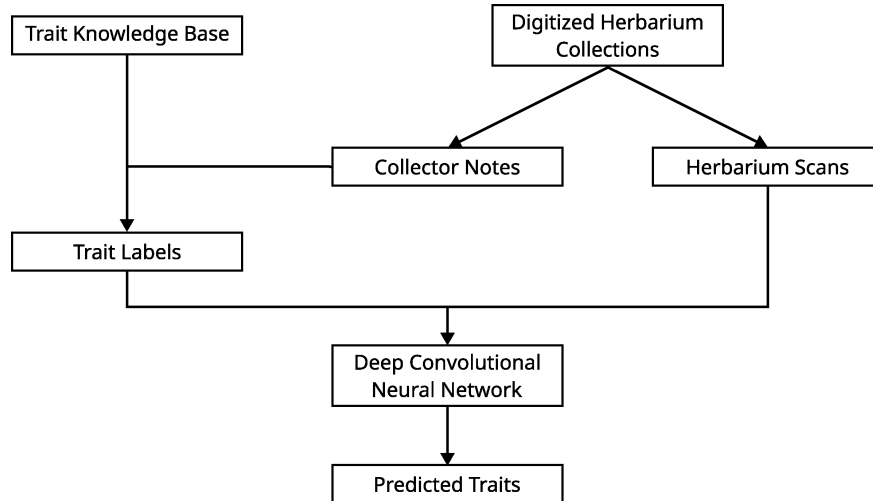 Trait Knowledge Base
Digitized Herbarium
Collections
Collector Notes
Herbarium Scans
Trait Labels
Deep Convolutional
Neural Network
Predicted Traits